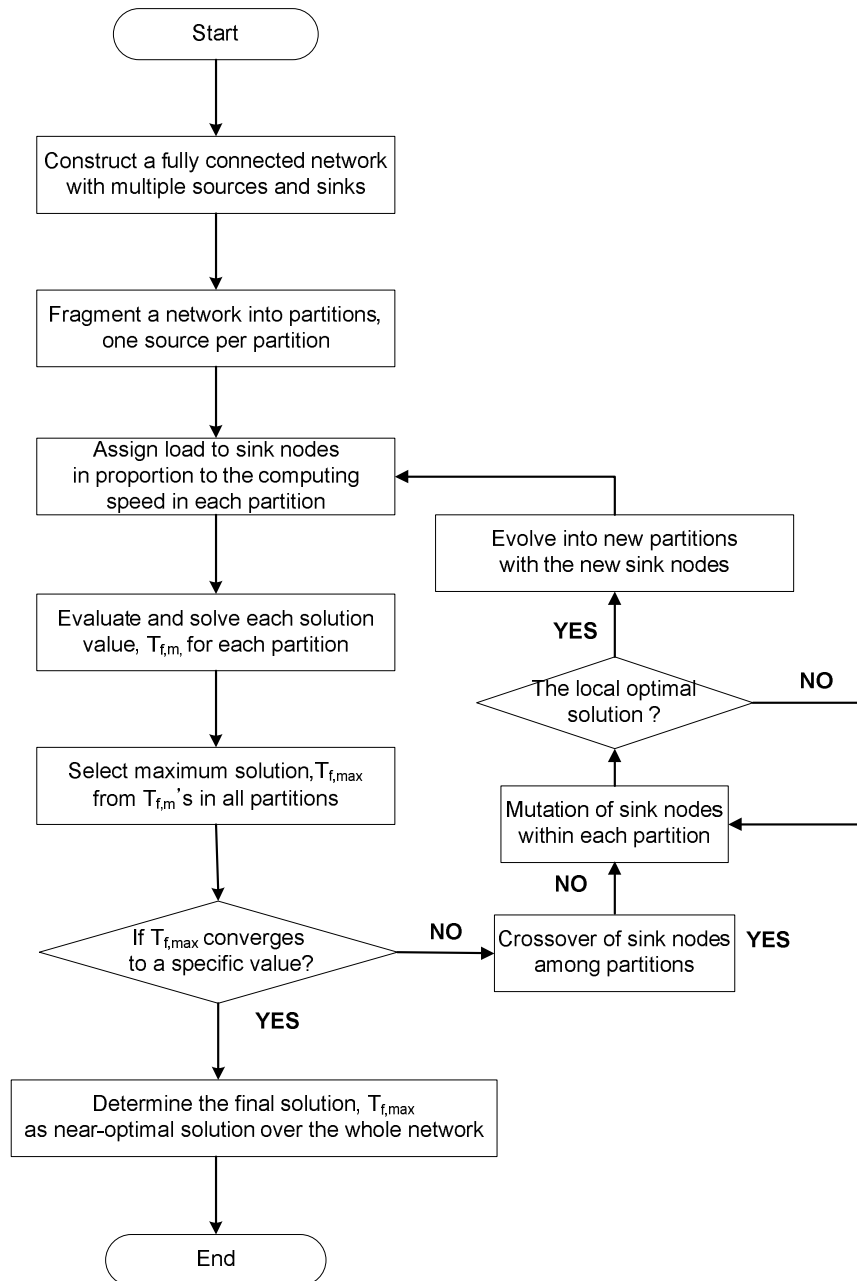 Start
Construct a fully connected network
with multiple sources and sinks
Fragment a network into partitions,
one source per partition
Assign load to sink nodes
in proportion to the computing
speed in each partition
Evaluate and solve each solution
value, Tf,m, for each partition
Select maximum solution,Tf,max
from Tf,m's in all partitions
If Tf,max converges
to a specific value?
NO
YES
Crossover of sink nodes
among partitions
YES
NO
Mutation of sink nodes
within each partition
The local optimal
solution ?
NO
YES
Evolve into new partitions
with the new sink nodes
Determine the final solution, Tf,max
as near-optimal solution over the whole network
End